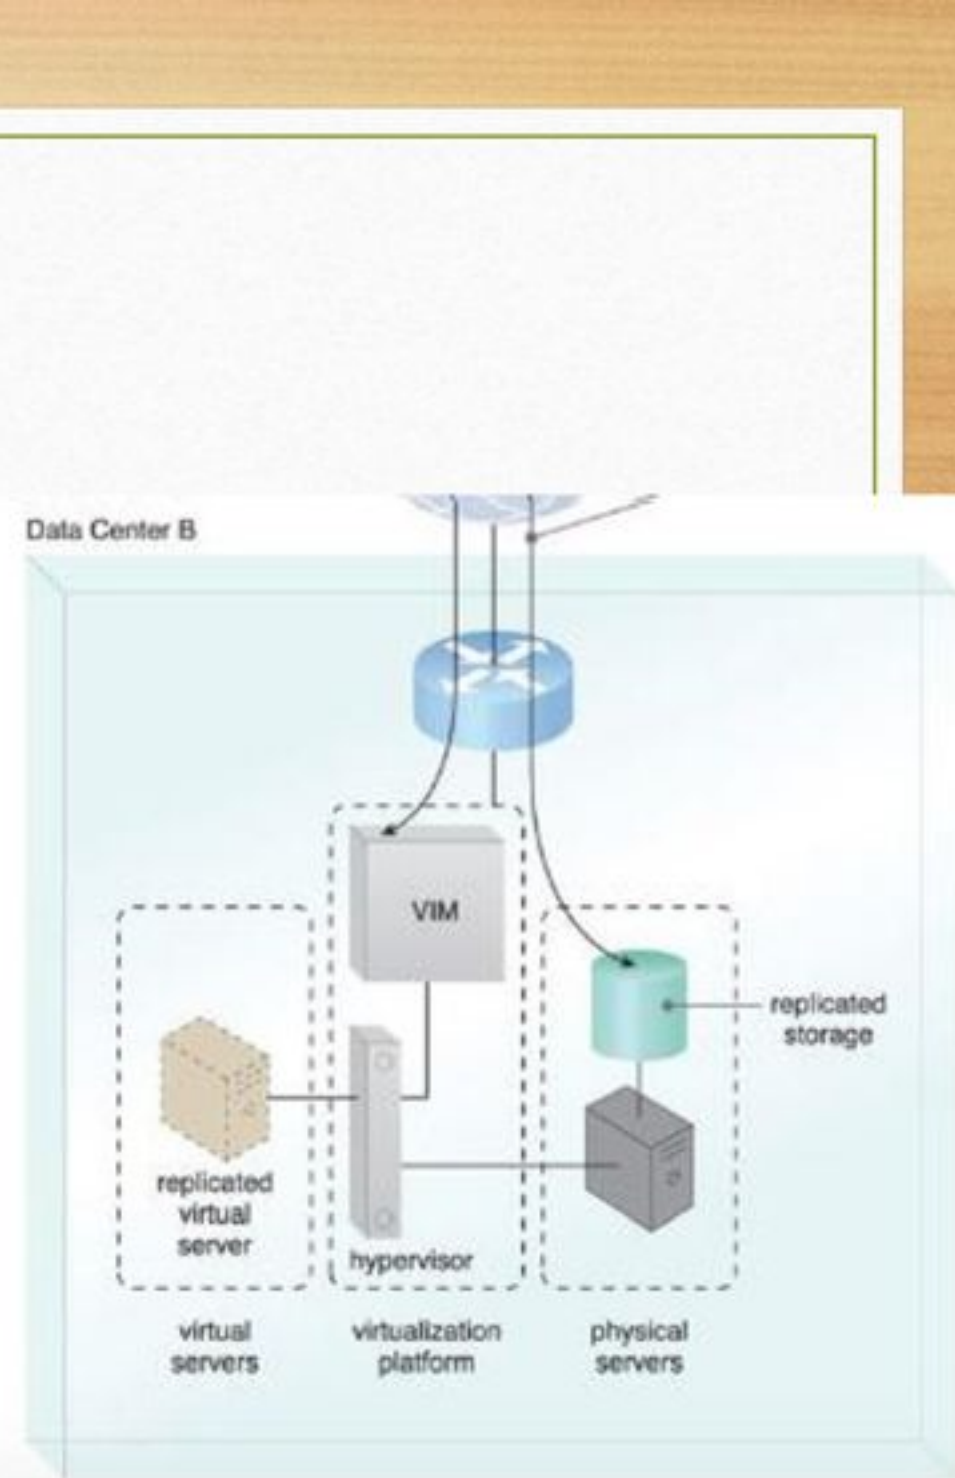 Data Center B
VIM
replicated
storage
replicated
virtual
server
hypervisor
virtual
servers
virtualization
platform
physical
servers